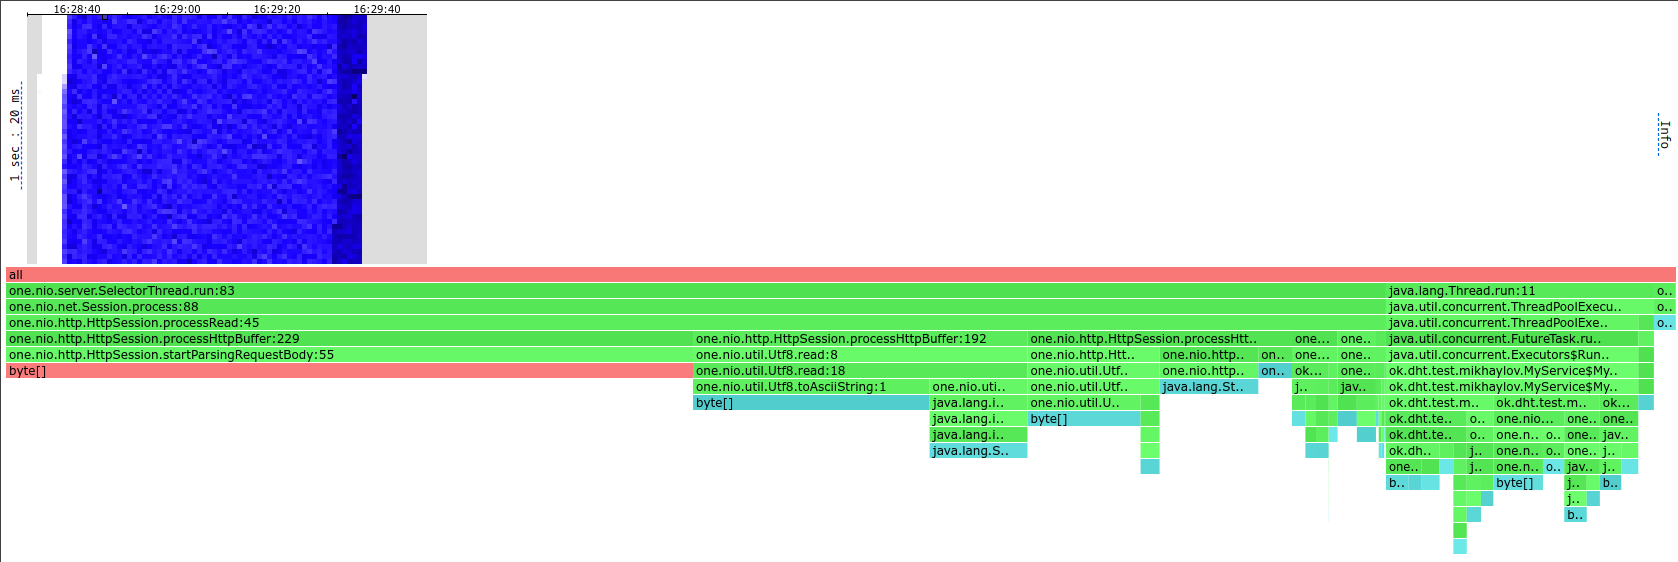 16:28:40 16:29:00 16:29:20 16:29:40
1 sec : 20 ms
Info
all
one.nio.server.SelectorThread.run:83 java.lang.Thread.run:11 o..
one.nio.net.Session.process:88 java.util.concurrent.ThreadPoolExecu.. o..
one.nio.http.HttpSession.processRead:45 java.util.concurrent.ThreadPoolExe.. o..
one.nio.http.HttpSession.processHttpBuffer:229 one.nio.http.HttpSession.processHttpBuffer:192 one.nio.http.HttpSession.processHtt.. one... one.. java.util.concurrent.FutureTask.ru..
one.nio.http.HttpSession.startParsingRequestBody:55 one.nio.util.Utf8.read:8 one.nio.http.Htt.. one.nio.http.. on.. one... one.. java.util.concurrent.Executors$Run..
byte[] one.nio.util.Utf8.read:18 one.nio.util.Utf.. one.nio.http.. on.. ok... one.. ok.dht.test.mikhaylov.MyService$My..
one.nio.util.Utf8.toAsciiString:1 one.nio.uti.. one.nio.util.Utf.. java.lang.St.. j.. jav.. ok.dht.test.mikhaylov.MyService$My..
byte[] java.lang.i.. one.nio.util.U.. ok.dht.test.m.. ok.dht.test.m.. ok...
java.lang.i.. byte[] ok.dht.te.. o.. one.nio... one.. one..
java.lang.i.. ok.dht.te.. o.. one.n.. o.. one.. jav..
java.lang.S.. ok.dh.. j.. one.n.. o.. one.. j..
one.. j.. one.n.. o.. jav.. j..
b.. byte[] j.. b..
j..
b..